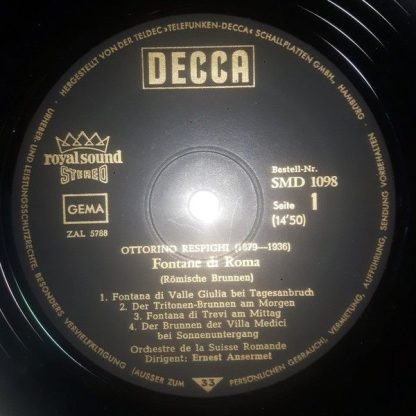 HERGESTELLT VON DER TELDEC »TELEFUNKEN-DECCA« SCHALLPLATTEN GMBH., HAMBURG ·
URHEBER- UND LEISTUNGSSCHUTZRECHTE. BESONDERS VERVIELFÄLTIGUNG (AUSSER ZUM PERSÖNLICHEN GEBRAUCH), VERMIETUNG, AUFFÜHRUNG, SENDUNG VORBEHALTEN
DECCA
royal sound
STEREO
GEMA
ZAL 5788
Bestell-Nr.
SMD 1098
Seite 1
(14'50)
OTTORINO RESPIGHI (1879—1936)
Fontane di Roma
(Römische Brunnen)
1. Fontana di Valle Giulia bei Tagesanbruch
2. Der Tritonen-Brunnen am Morgen
3. Fontana di Trevi am Mittag
4. Der Brunnen der Villa Medici
bei Sonnenuntergang
Orchestre de la Suisse Romande
Dirigent: Ernest Ansermet
33